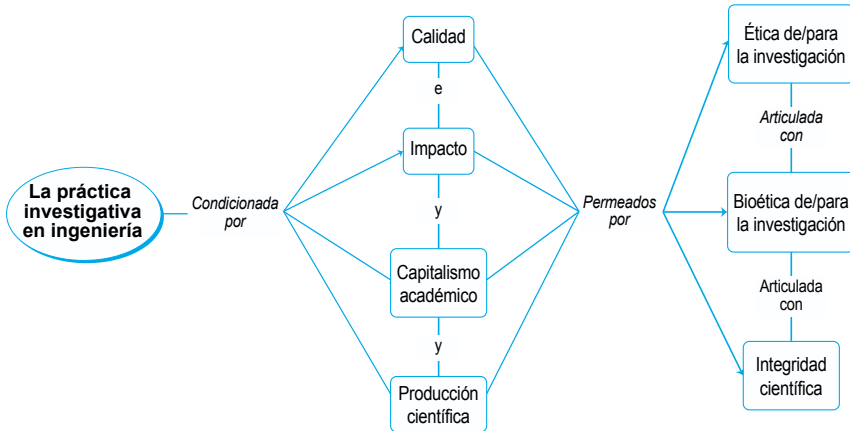 La práctica
investigativa
en ingeniería
Condicionada
por
Calidad
e
Impacto
y
Capitalismo
académico
y
Producción
científica
Permeados
por
Ética de/para
la investigación
Articulada
con
Bioética de/para
la investigación
Articulada
con
Integridad
científica